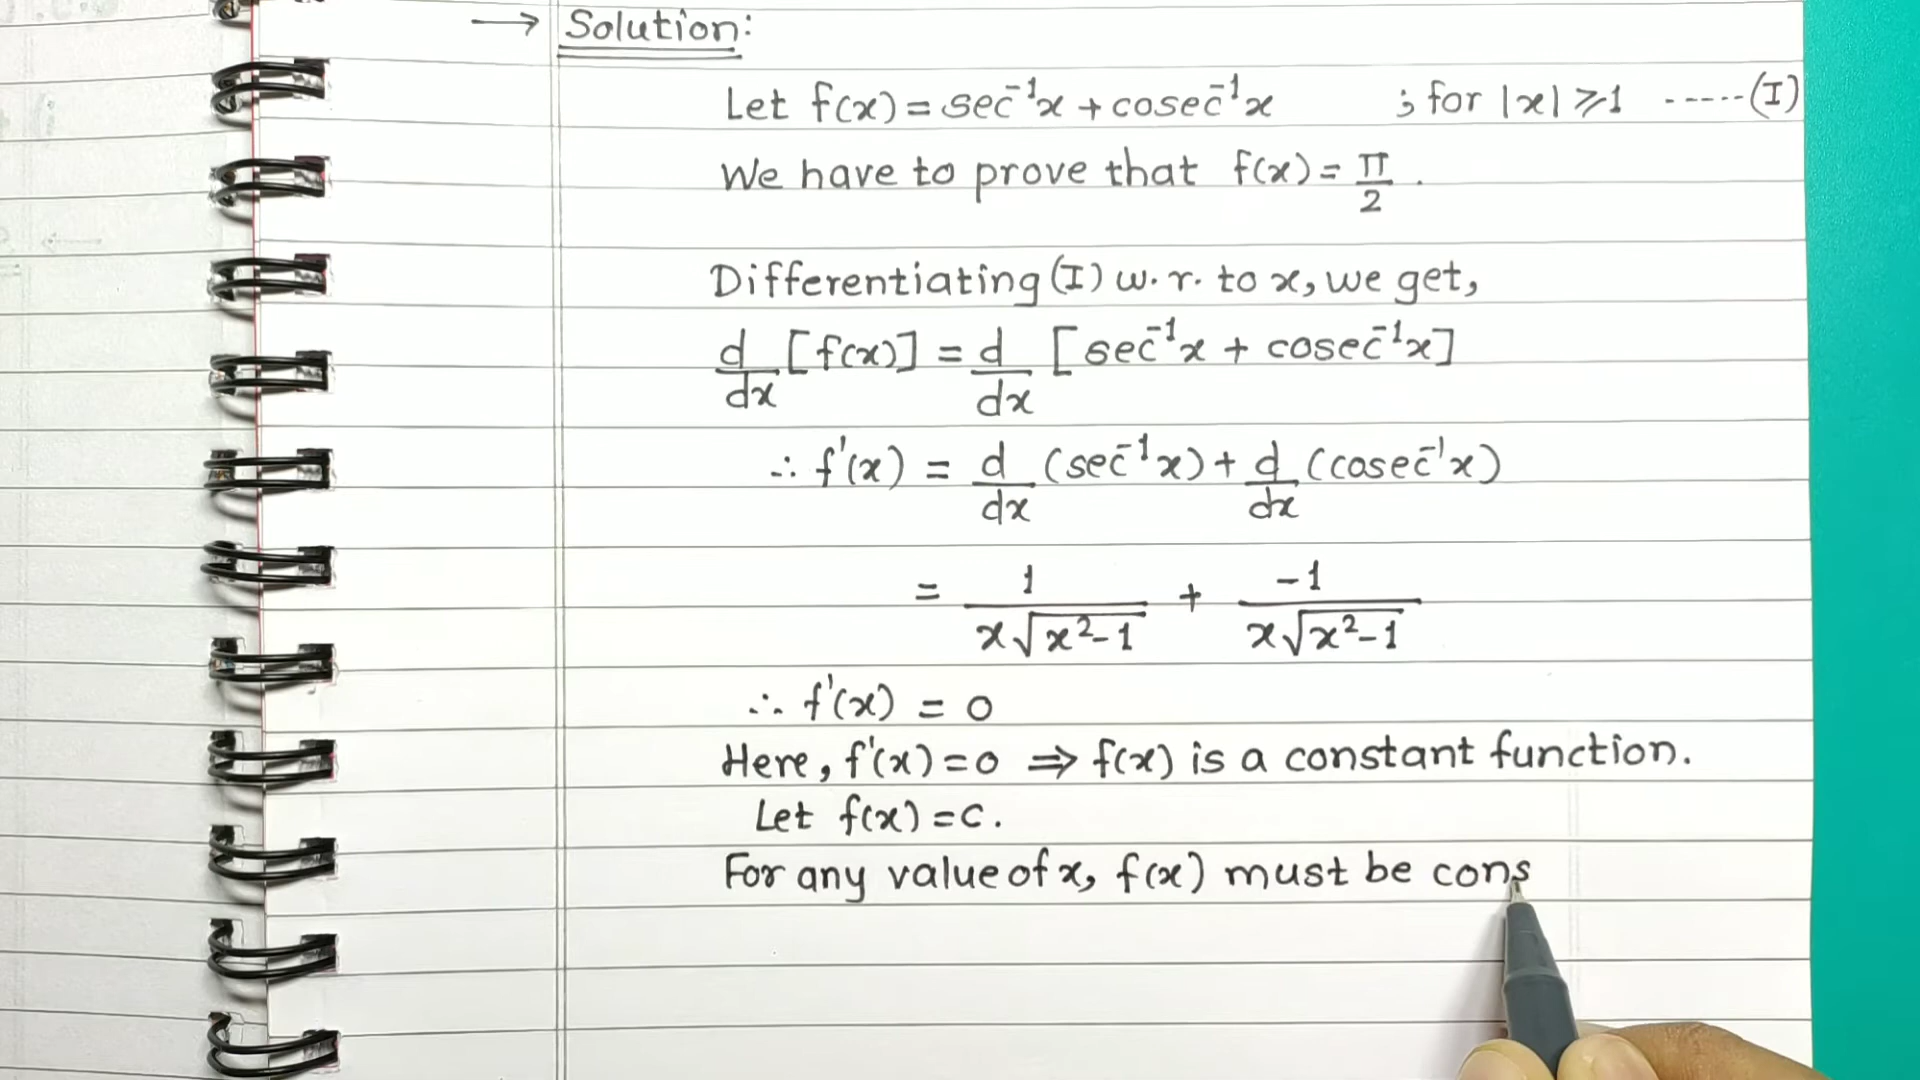 → Solution:
Let f(x) = sec⁻¹x + cosec⁻¹x ; for |x| ⩾ 1 -----(I)
We have to prove that f(x) = π/2 .
Differentiating (I) w. r. to x, we get,
d/dx [f(x)] = d/dx [sec⁻¹x + cosec⁻¹x]
∴ f'(x) = d/dx (sec⁻¹x) + d/dx (cosec⁻¹x)
= 1/(x√(x²-1)) + -1/(x√(x²-1))
∴ f'(x) = 0
Here, f'(x) = 0 ⇒ f(x) is a constant function.
Let f(x) = c.
For any value of x, f(x) must be cons